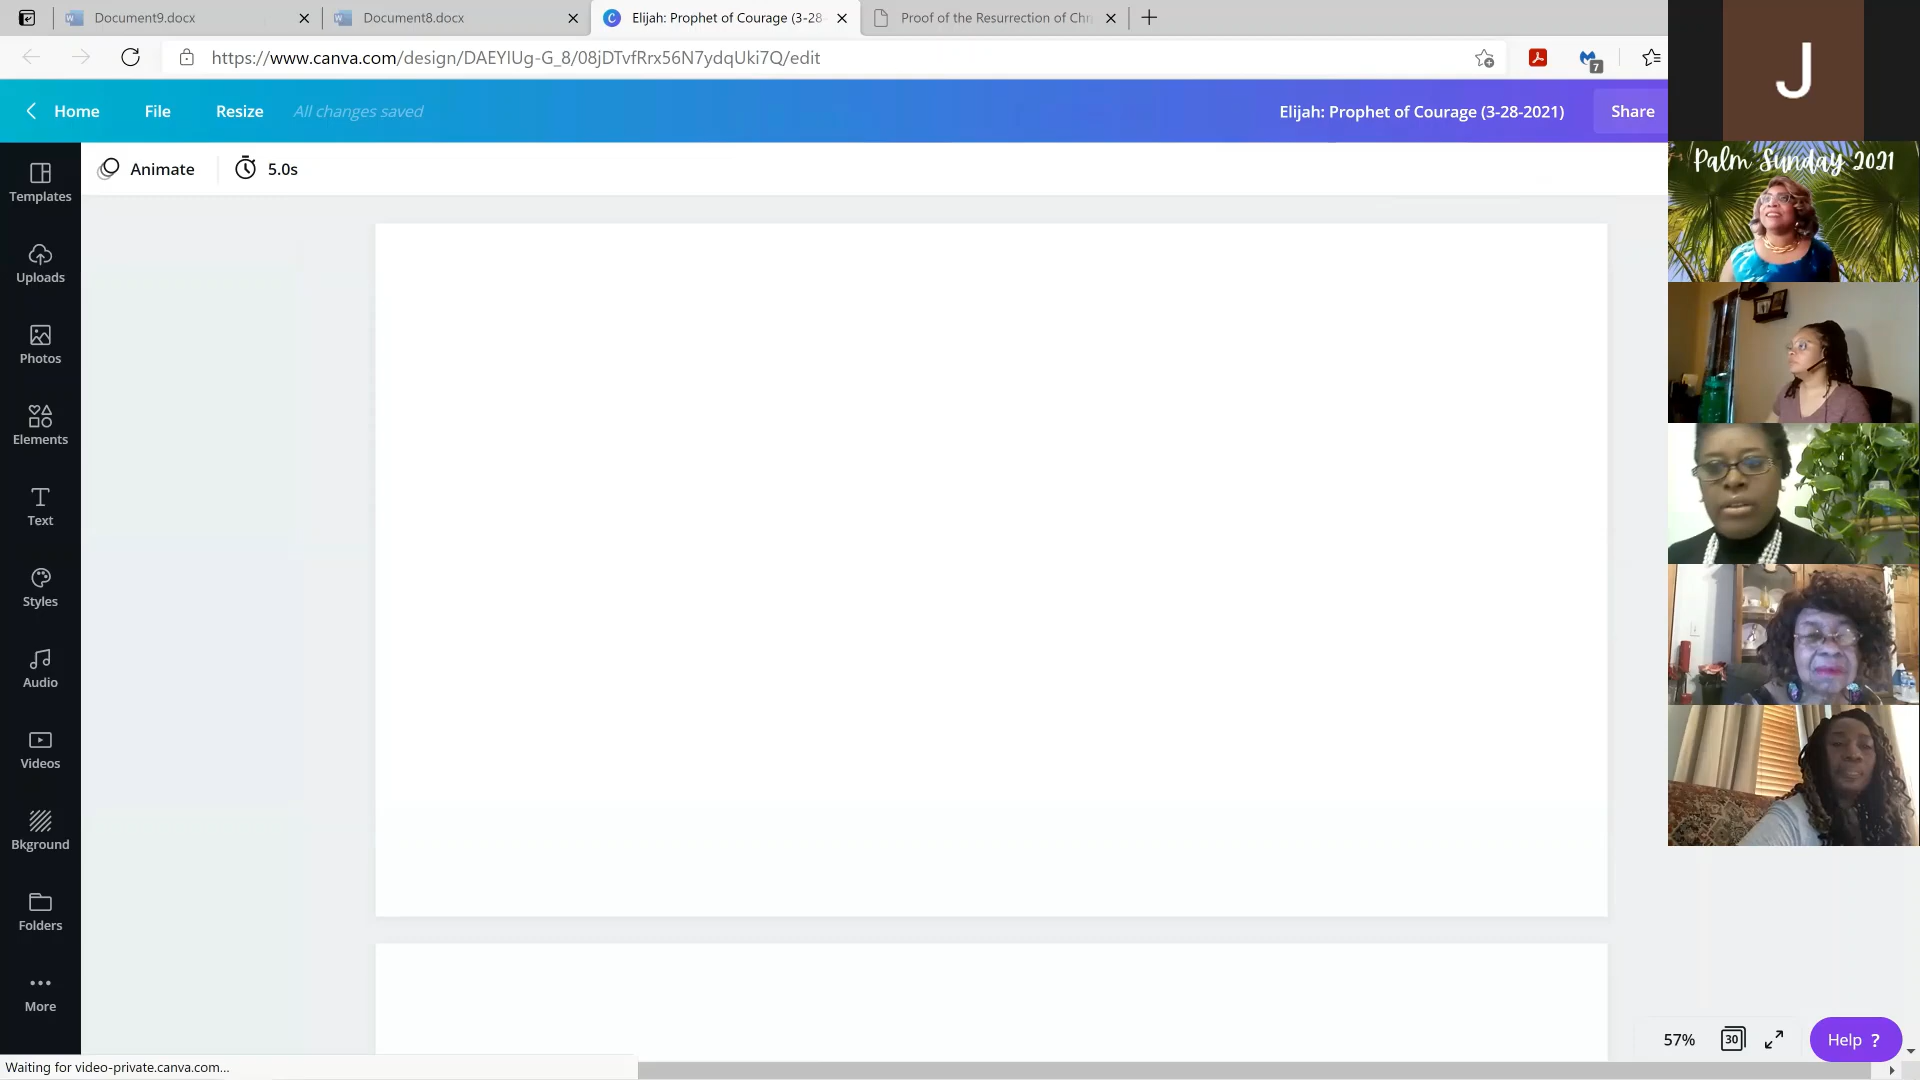 Document9.docx
Document8.docx
Elijah: Prophet of Courage (3-28-
Proof of the Resurrection of Chr
https://www.canva.com/design/DAEYlUg-G_8/08jDTvfRrx56N7ydqUki7Q/edit
7
J
Home
File
Resize
All changes saved
Elijah: Prophet of Courage (3-28-2021)
Share
Animate
5.0s
Palm Sunday 2021
Templates
Uploads
Photos
Elements
Text
Styles
Audio
Videos
Bkground
Folders
More
57%
30
Help ?
Waiting for video-private.canva.com...